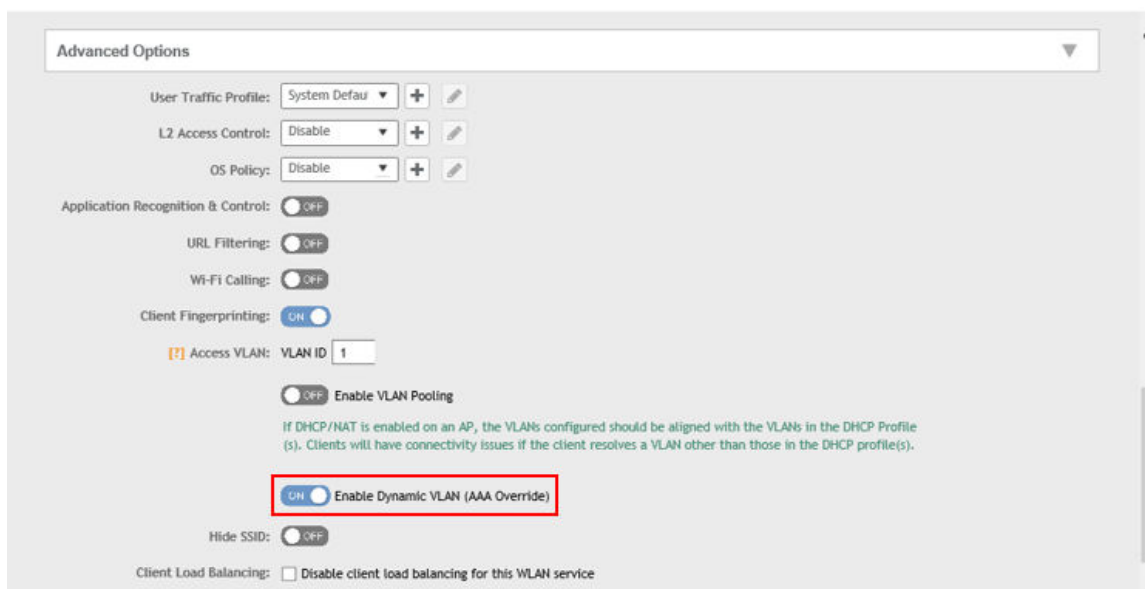 Advanced Options
User Traffic Profile: System Defau
L2 Access Control: Disable
OS Policy: Disable
Application Recognition & Control: OFF
URL Filtering: OFF
Wi-Fi Calling: OFF
Client Fingerprinting: ON
[?] Access VLAN: VLAN ID 1
OFF Enable VLAN Pooling
If DHCP/NAT is enabled on an AP, the VLANs configured should be aligned with the VLANs in the DHCP Profile
(s). Clients will have connectivity issues if the client resolves a VLAN other than those in the DHCP profile(s).
ON Enable Dynamic VLAN (AAA Override)
Hide SSID: OFF
Client Load Balancing: Disable client load balancing for this WLAN service